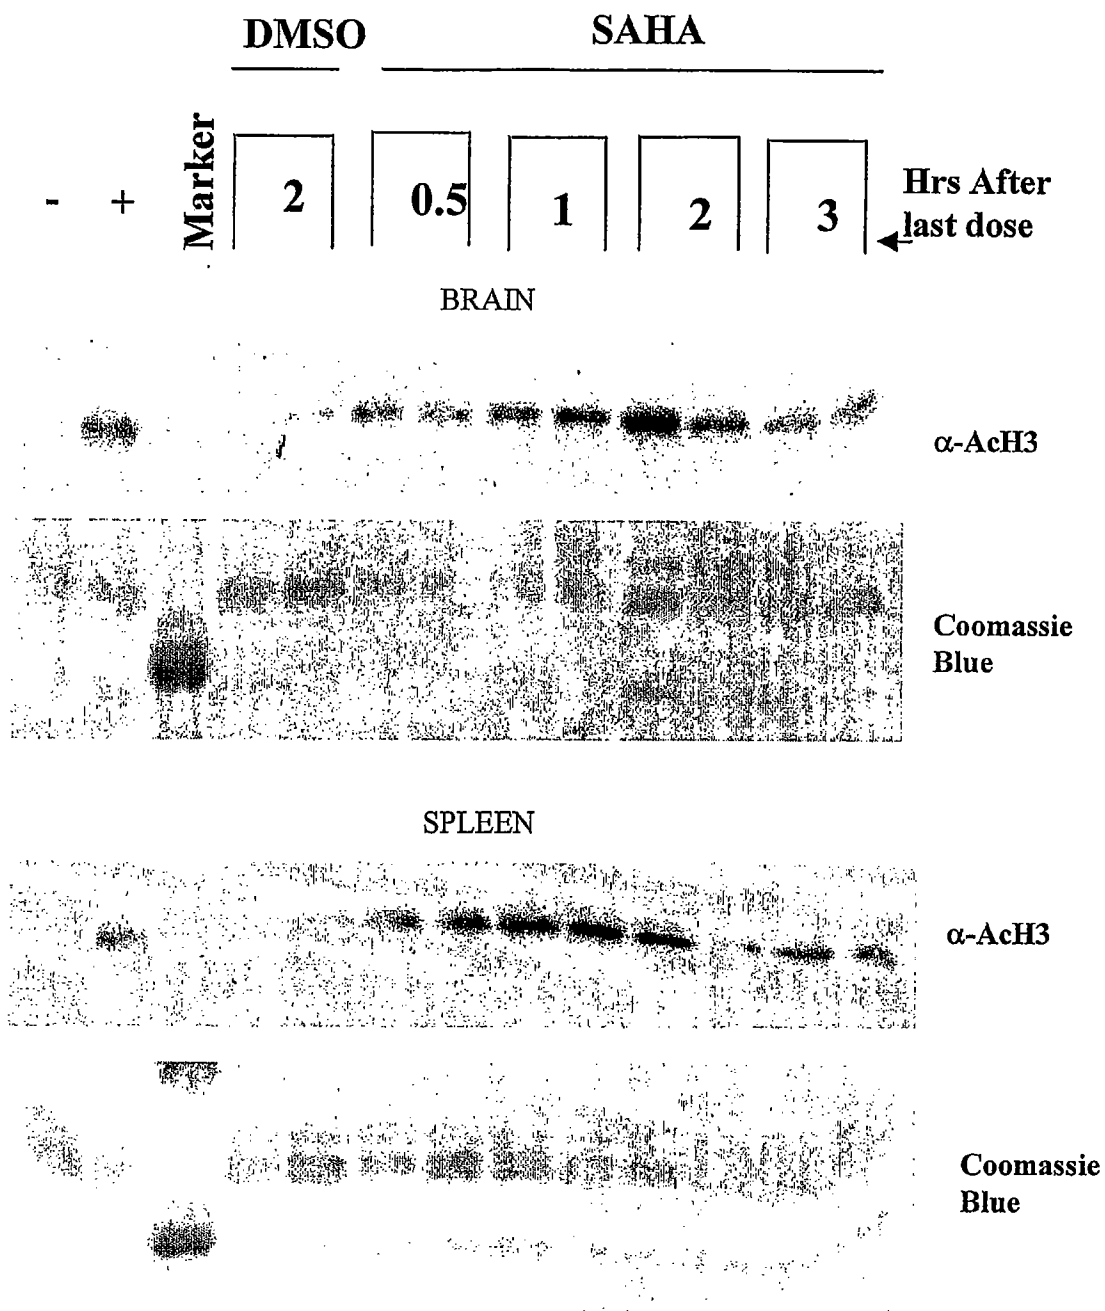 DMSO
SAHA
- + Marker 2 0.5 1 2 3
Hrs After
last dose
BRAIN
α-AcH3
Coomassie
Blue
SPLEEN
α-AcH3
Coomassie
Blue